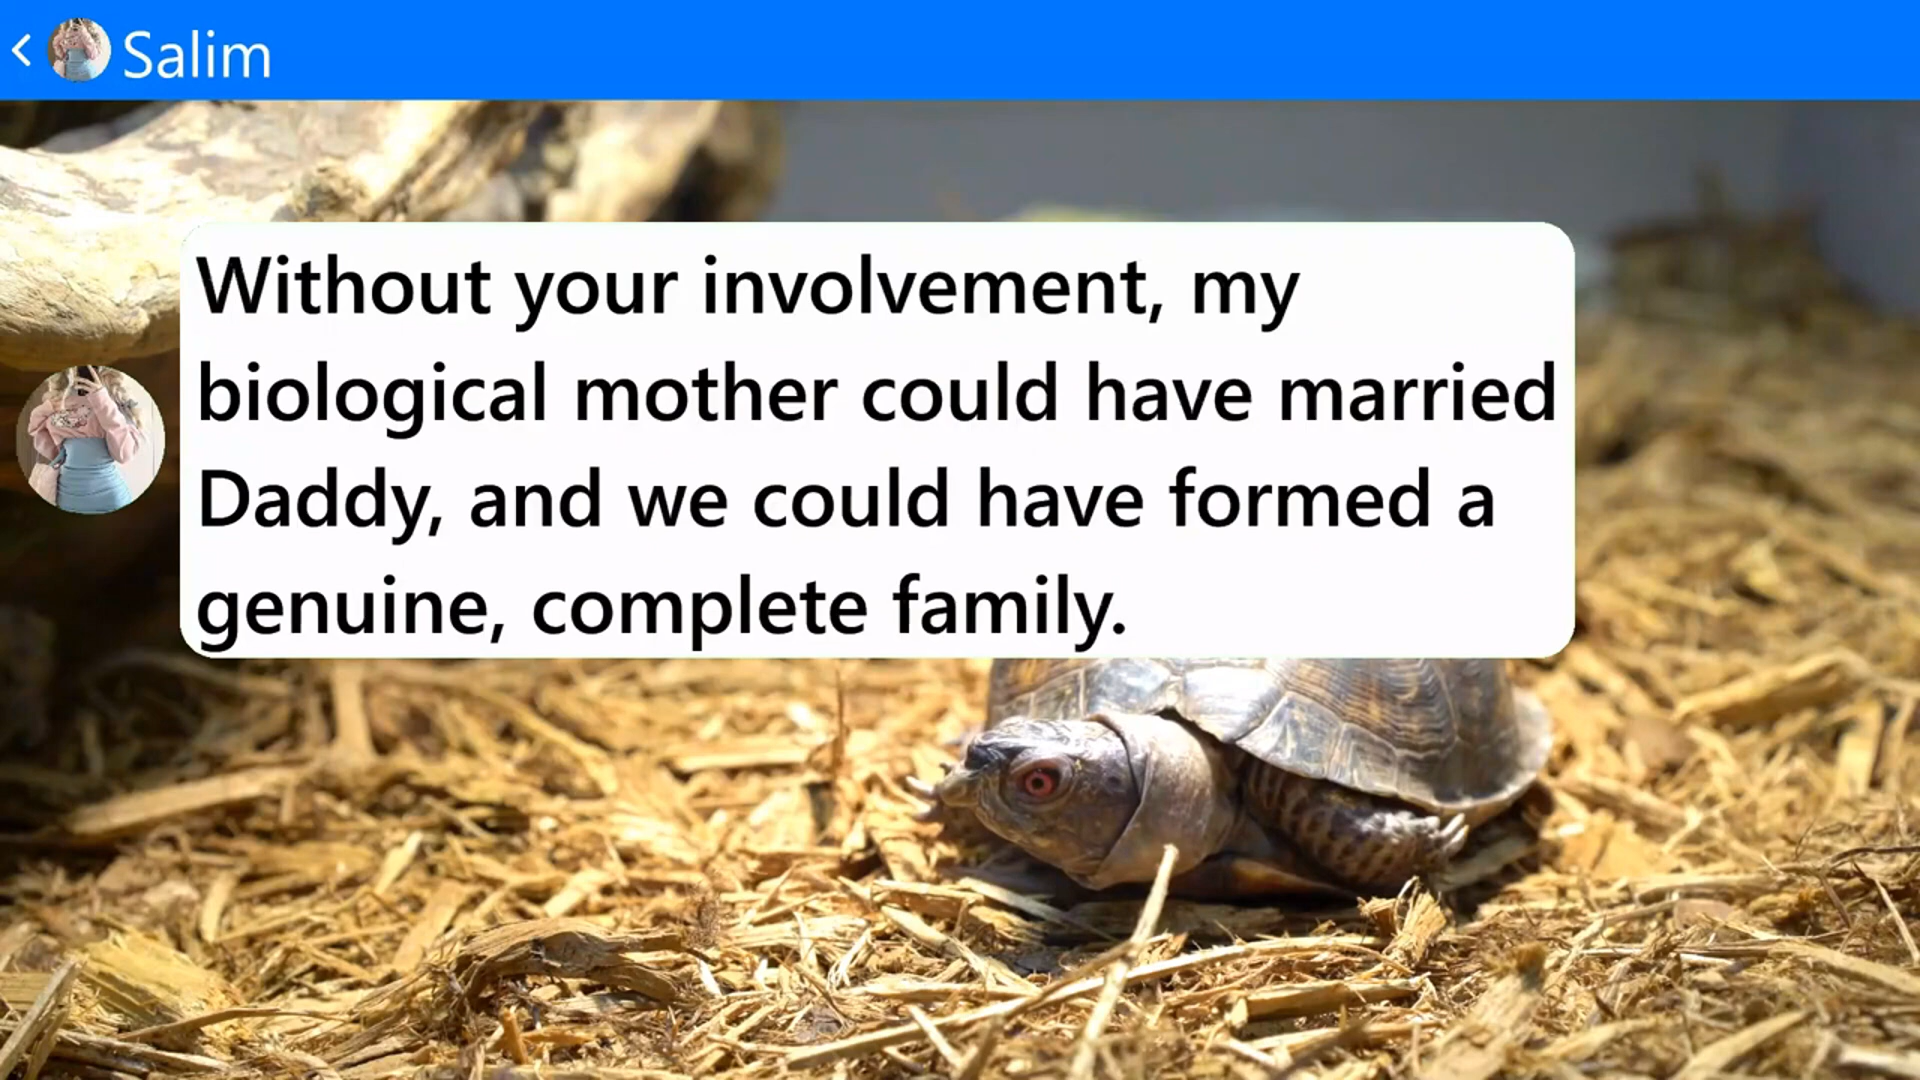 Salim
Without your involvement, my
biological mother could have married
Daddy, and we could have formed a
genuine, complete family.